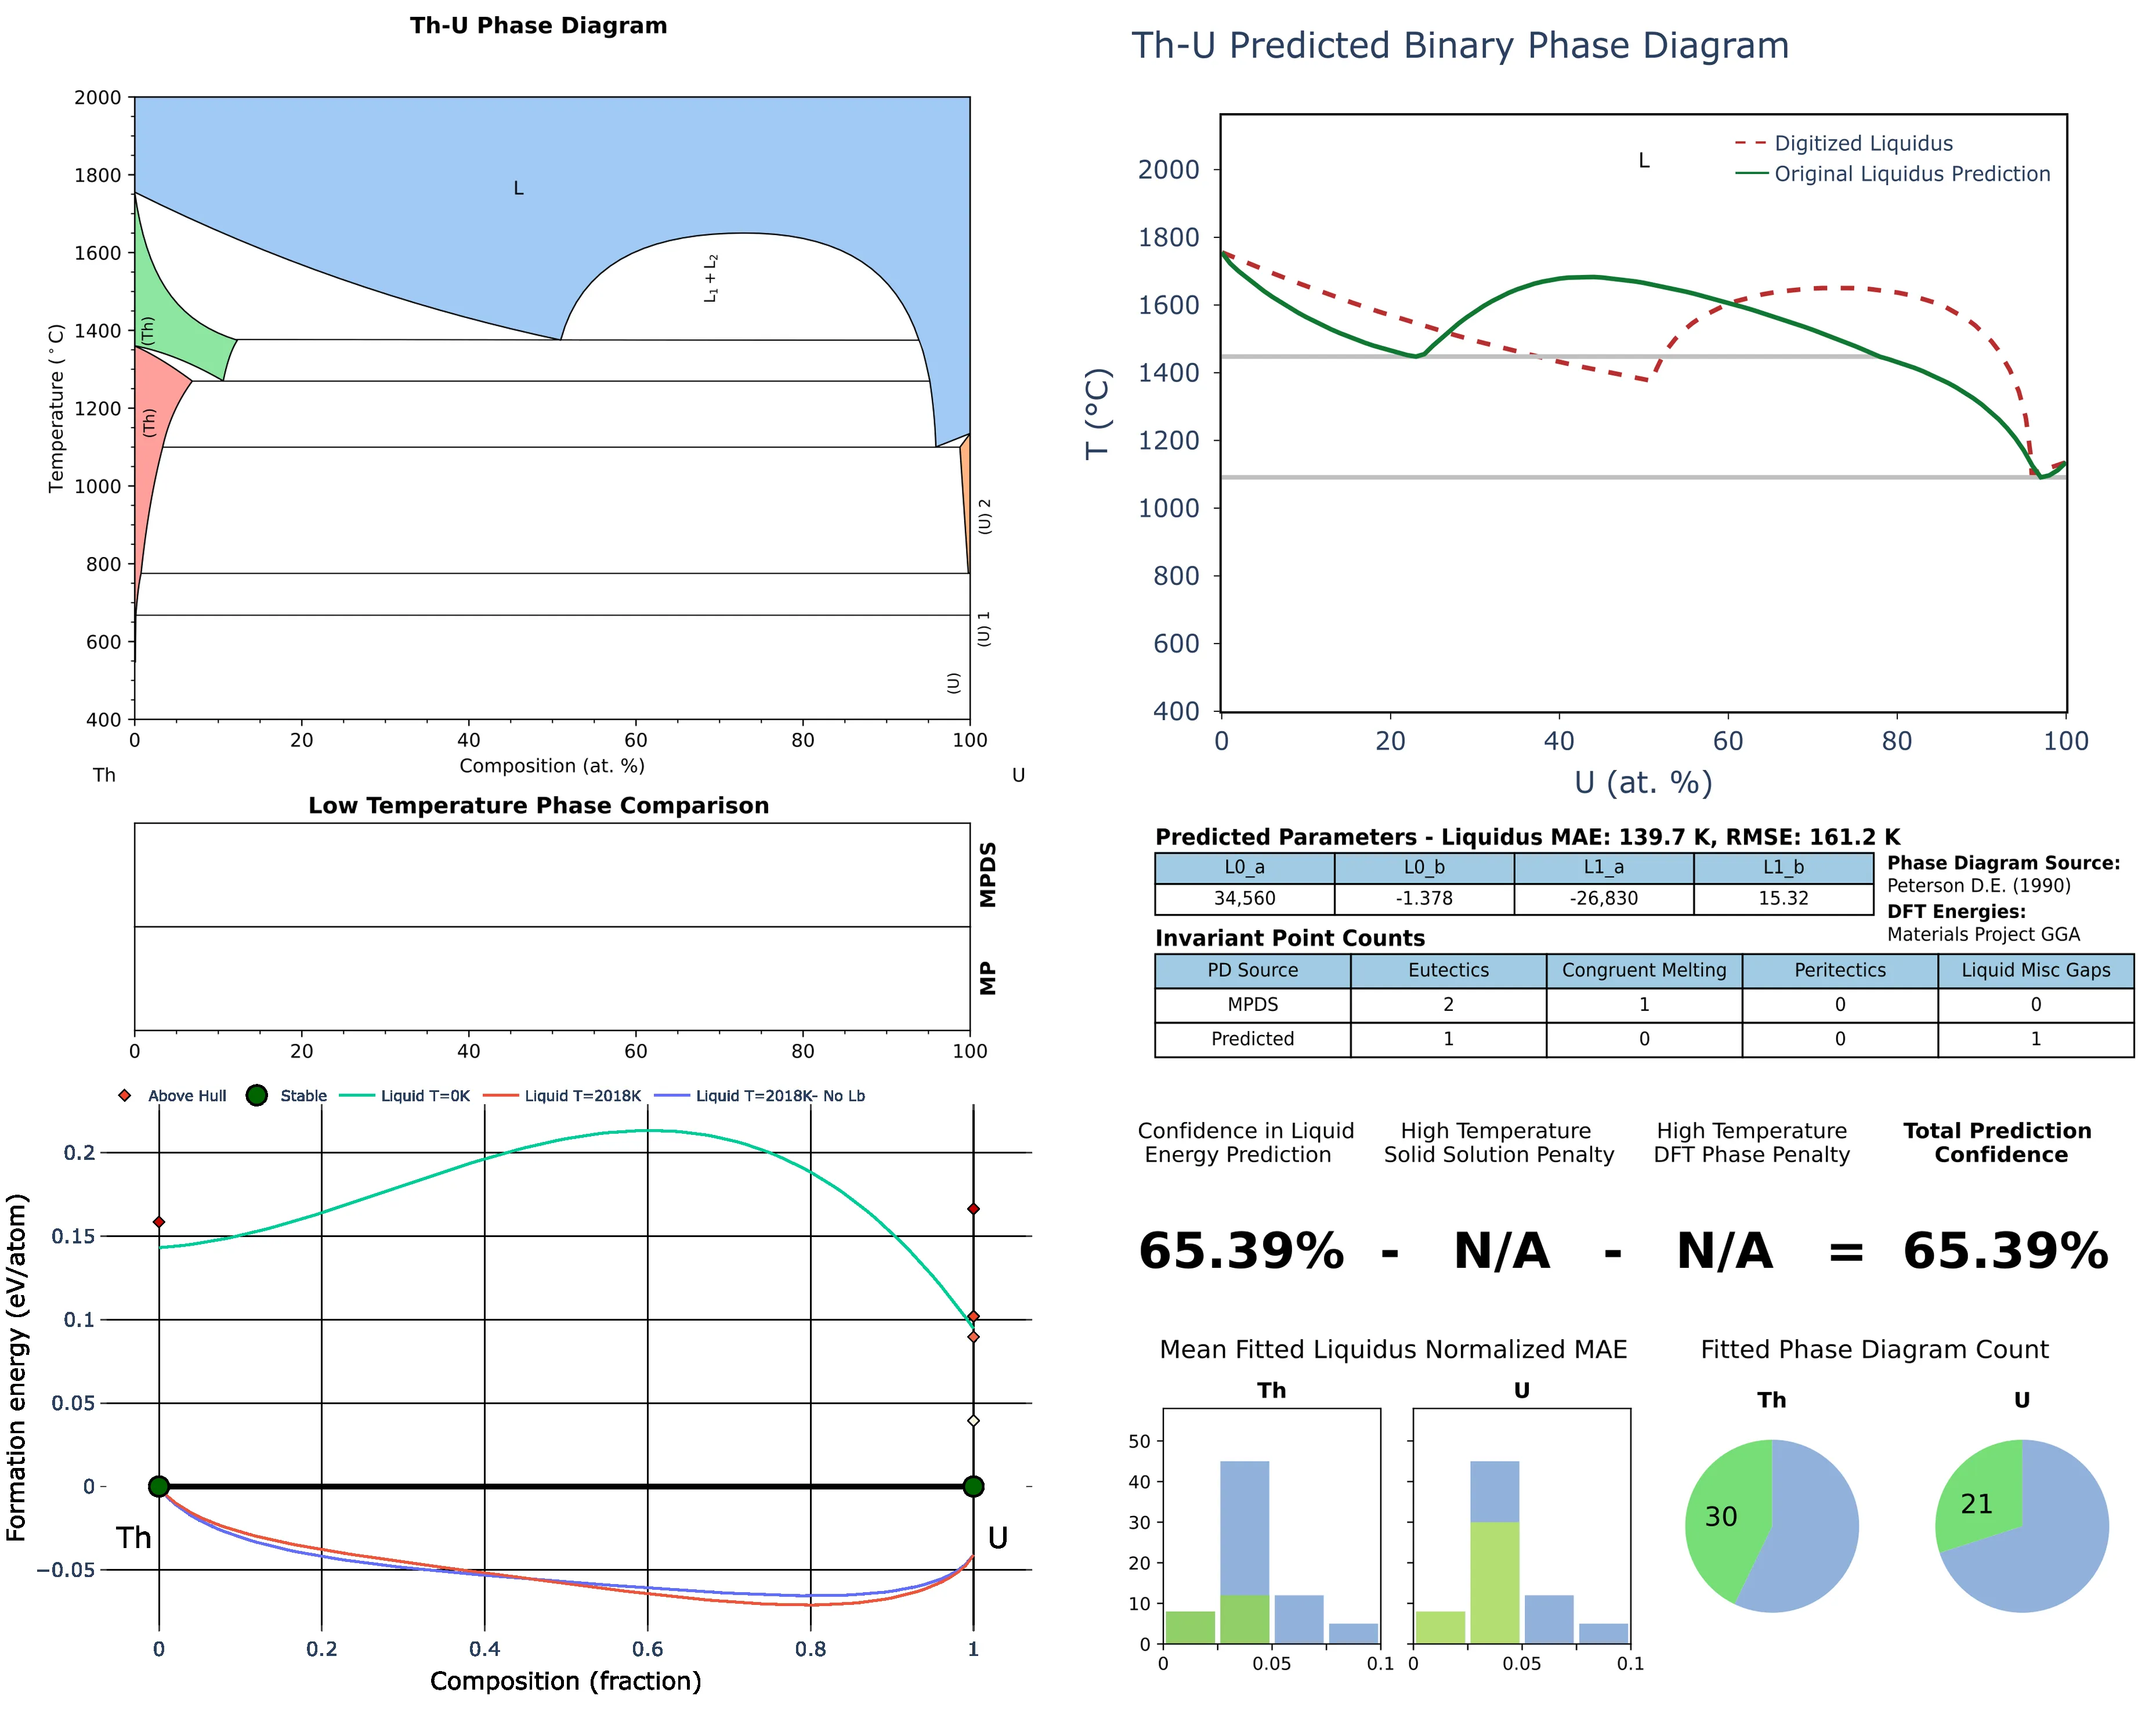 Th-U Phase Diagram
2000
1800
1600
1400
1200
1000
800
600
400
Temperature (°C)
L
L1 + L2
(Th)
(Th)
(U) 2
(U) 1
(U)
0 20 40 60 80 100
Composition (at. %)
Th U
Low Temperature Phase Comparison
MPDS
MP
0 20 40 60 80 100
Above Hull Stable Liquid T=0K Liquid T=2018K Liquid T=2018K- No Lb
0.2
0.15
0.1
0.05
0
−0.05
Formation energy (eV/atom)
Th U
0 0.2 0.4 0.6 0.8 1
Composition (fraction)
Th-U Predicted Binary Phase Diagram
L
Digitized Liquidus
Original Liquidus Prediction
2000
1800
1600
1400
1200
1000
800
600
400
T (°C)
0 20 40 60 80 100
U (at. %)
Predicted Parameters - Liquidus MAE: 139.7 K, RMSE: 161.2 K
L0_a L0_b L1_a L1_b
34,560 -1.378 -26,830 15.32
Phase Diagram Source:
Peterson D.E. (1990)
DFT Energies:
Materials Project GGA
Invariant Point Counts
PD Source Eutectics Congruent Melting Peritectics Liquid Misc Gaps
MPDS 2 1 0 0
Predicted 1 0 0 1
Confidence in Liquid Energy Prediction
High Temperature Solid Solution Penalty
High Temperature DFT Phase Penalty
Total Prediction Confidence
65.39% - N/A - N/A = 65.39%
Mean Fitted Liquidus Normalized MAE
Th U
50
40
30
20
10
0
0 0.05 0.1 0 0.05 0.1
Fitted Phase Diagram Count
Th U
30 21